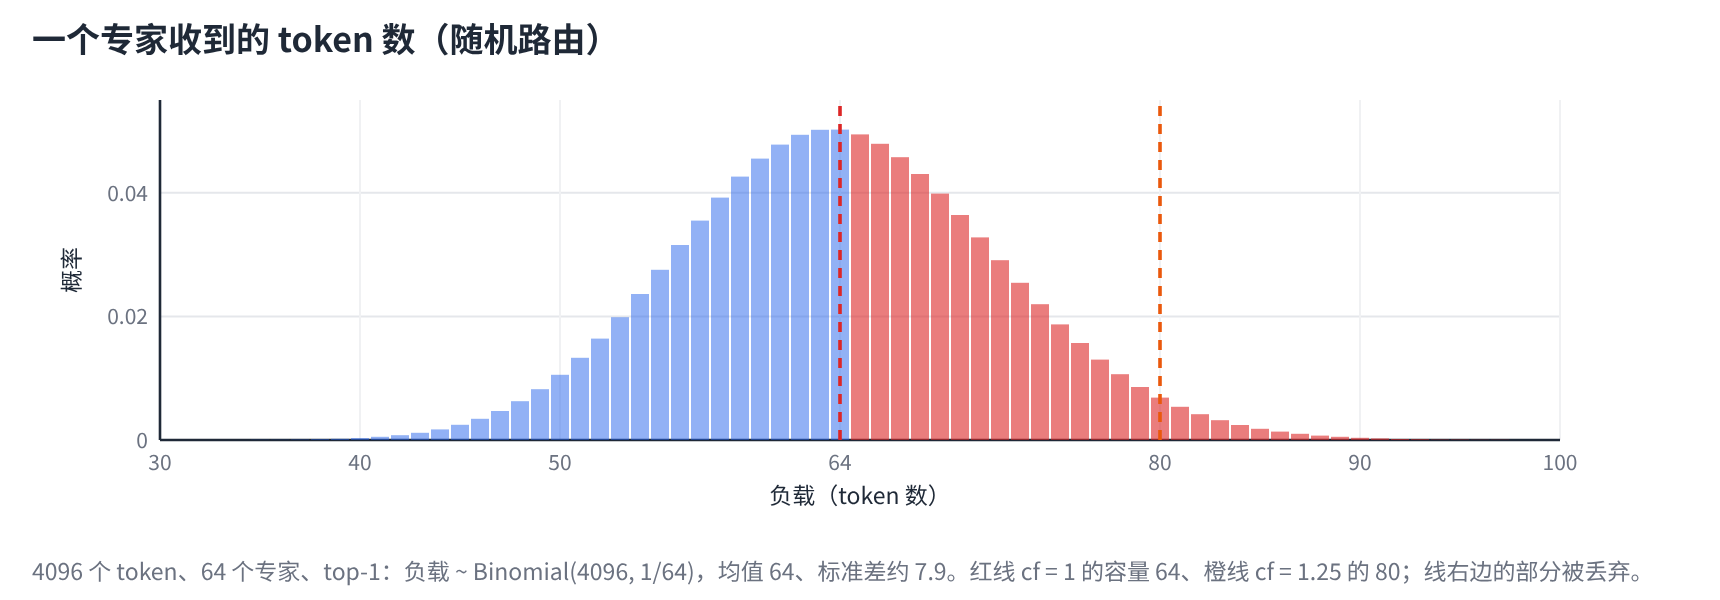 一个专家收到的 token 数（随机路由）
0.04
0.02
0
概率
30 40 50 64 80 90 100
负载（token 数）
4096 个 token、64 个专家、top-1：负载 ~ Binomial(4096, 1/64)，均值 64、标准差约 7.9。红线 cf = 1 的容量 64、橙线 cf = 1.25 的 80；线右边的部分被丢弃。